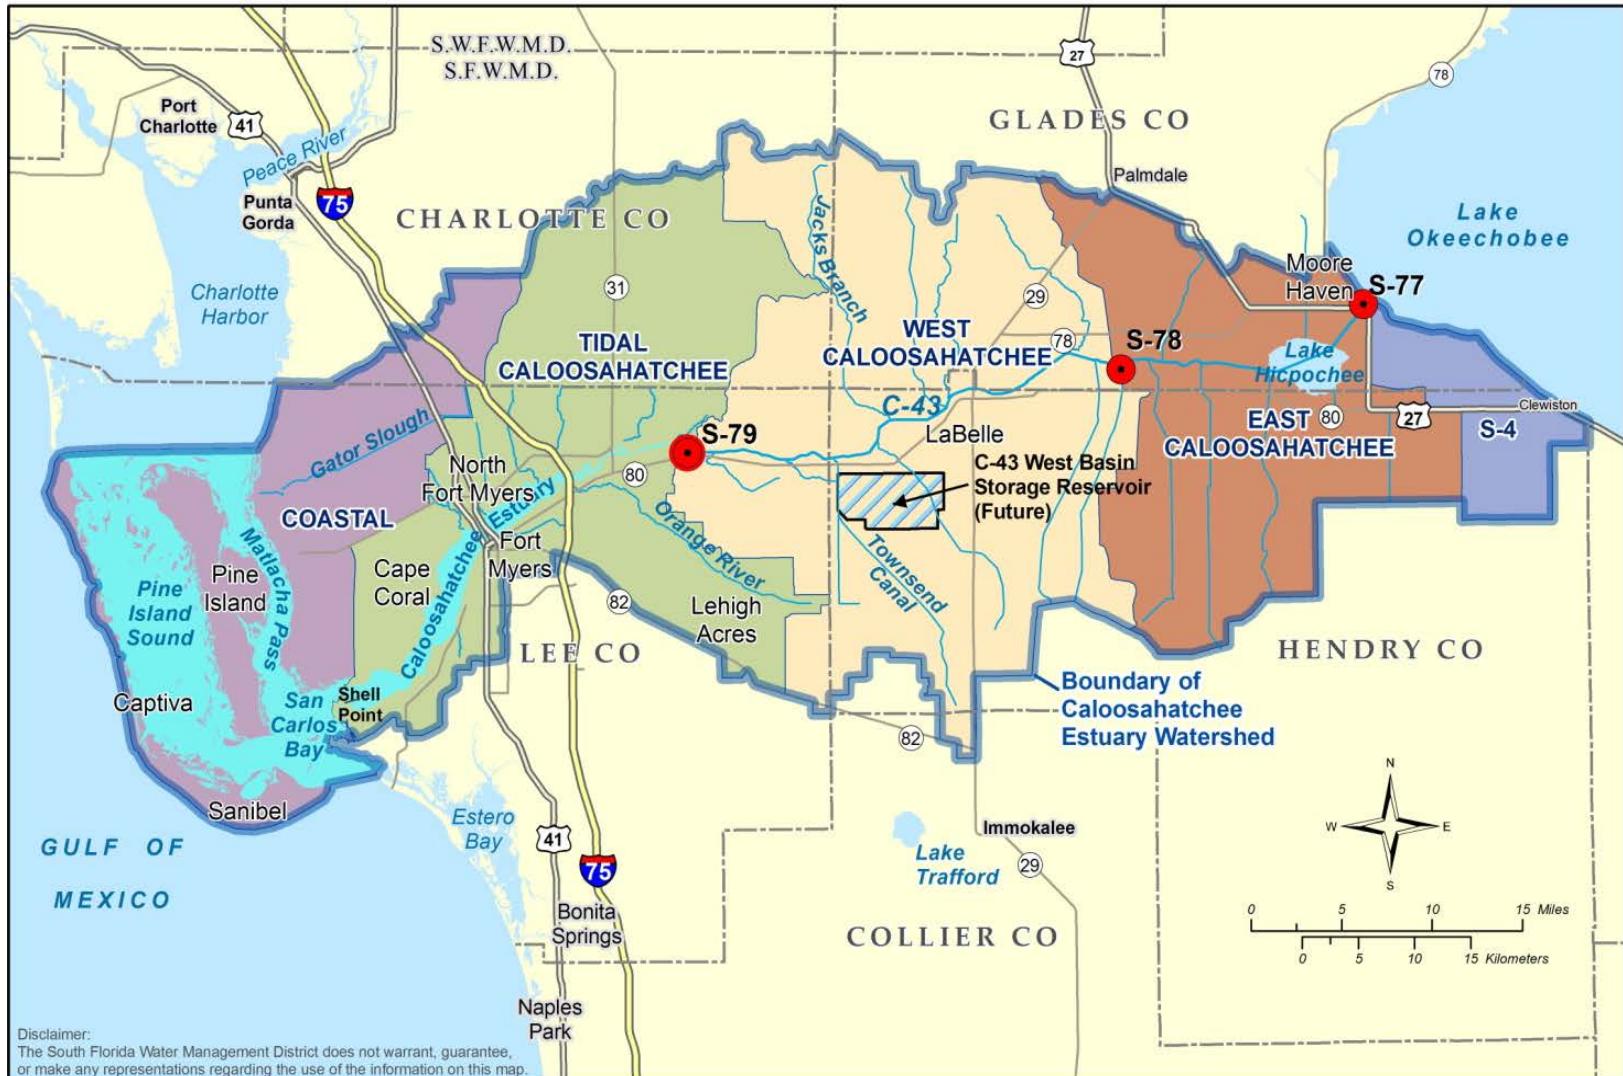 S.W.F.W.M.D.
S.F.W.M.D.
27
78
Port
Charlotte
41
Peace River
GLADES CO
Palmdale
Punta
Gorda
75
CHARLOTTE CO
Jacks Branch
Lake
Okeechobee
Moore
Haven
S-77
Charlotte
Harbor
31
29
TIDAL
CALOOSAHATCHEE
WEST
CALOOSAHATCHEE
78
S-78
Lake
Hicpochee
C-43
EAST
CALOOSAHATCHEE
80
27
Clewiston
S-4
Gator Slough
S-79
LaBelle
North
Fort Myers
80
C-43 West Basin
Storage Reservoir
(Future)
COASTAL
Caloosahatchee Estuary
Orange River
Fort
Myers
Matlacha Pass
Pine
Island
Pine
Island
Sound
Cape
Coral
Townsend
Canal
82
Lehigh
Acres
LEE CO
HENDRY CO
Captiva
San
Carlos
Bay
Shell
Point
Boundary of
Caloosahatchee
Estuary Watershed
82
Sanibel
GULF OF
MEXICO
Estero
Bay
41
75
Immokalee
Lake
Trafford
29
N
W
E
S
Bonita
Springs
COLLIER CO
0 5 10 15 Miles
0 5 10 15 Kilometers
Naples
Park
Disclaimer:
The South Florida Water Management District does not warrant, guarantee,
or make any representations regarding the use of the information on this map.